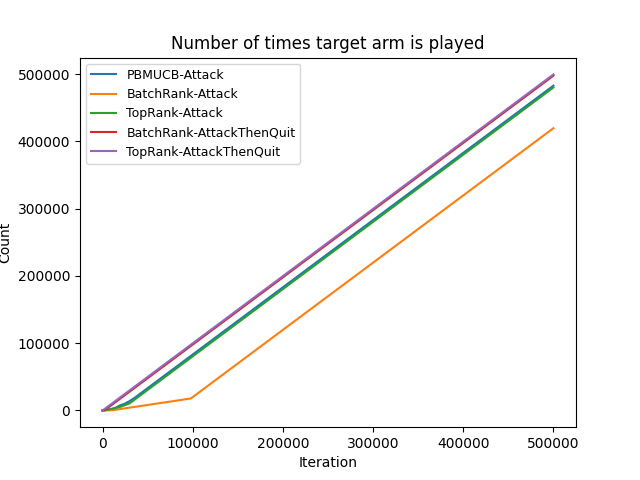 Number of times target arm is played
PBMUCB-Attack
BatchRank-Attack
TopRank-Attack
BatchRank-AttackThenQuit
TopRank-AttackThenQuit
500000
400000
300000
200000
100000
0
Count
0 100000 200000 300000 400000 500000
Iteration